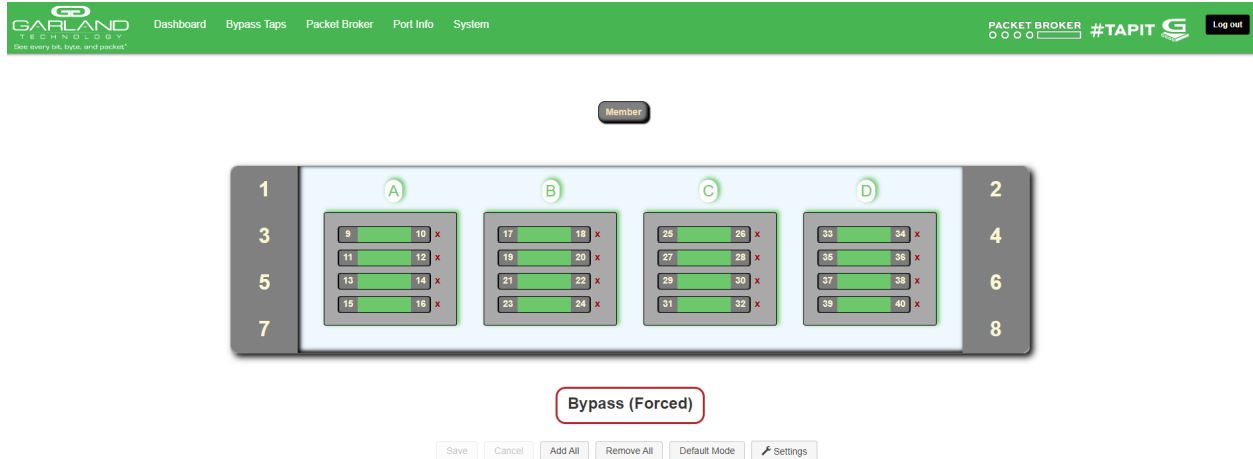 GARLAND
TECHNOLOGY
See every bit, byte, and packet®
Dashboard Bypass Taps Packet Broker Port Info System
PACKET BROKER #TAPIT
Log out
Member
1 A B C D 2
3 9 10 x 17 18 x 25 26 x 33 34 x 4
11 12 x 19 20 x 27 28 x 35 36 x
5 13 14 x 21 22 x 29 30 x 37 38 x 6
15 16 x 23 24 x 31 32 x 39 40 x
7 8
Bypass (Forced)
Save Cancel Add All Remove All Default Mode Settings